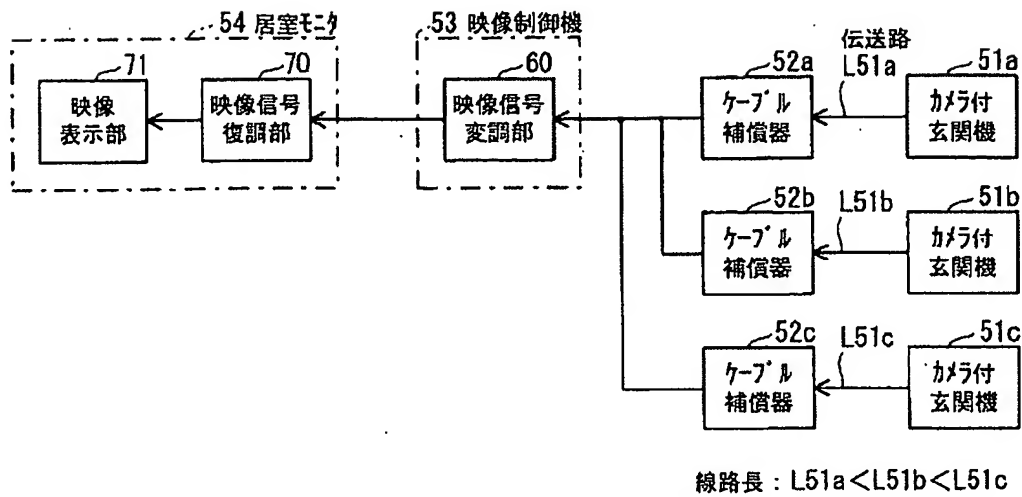 54 居室モニタ
53 映像制御機
71
映像
表示部
70
映像信号
復調部
60
映像信号
変調部
52a
ケーブル
補償器
伝送路
L51a
51a
カメラ付
玄関機
52b
ケーブル
補償器
L51b
51b
カメラ付
玄関機
52c
ケーブル
補償器
L51c
51c
カメラ付
玄関機
線路長:L51a<L51b<L51c